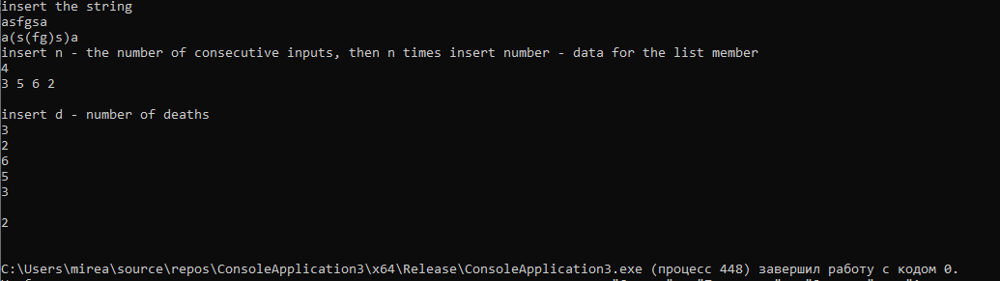 insert the string
asfgsa
a(s(fg)s)a
insert n - the number of consecutive inputs, then n times insert number - data for the list member
4
3 5 6 2
insert d - number of deaths
3
2
6
5
3
2
C:\Users\mirea\source\repos\ConsoleApplication3\x64\Release\ConsoleApplication3.exe (процесс 448) завершил работу с кодом 0.